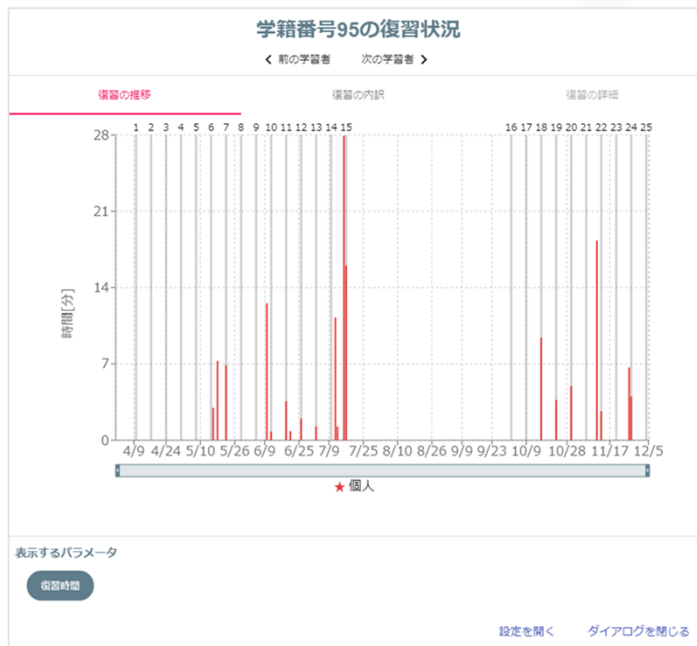 学籍番号95の復習状況
前の学習者 次の学習者
復習の推移 復習の内訳 復習の詳細
1 2 3 4 5 6 7 8 9 10 11 12 13 14 15 16 17 18 19 20 21 22 23 24 25
28
21
14
7
0
時間[分]
4/9 4/24 5/10 5/26 6/9 6/25 7/9 7/25 8/10 8/26 9/9 9/23 10/9 10/28 11/17 12/5
★ 個人
表示するパラメータ
復習時間
設定を開く ダイアログを閉じる